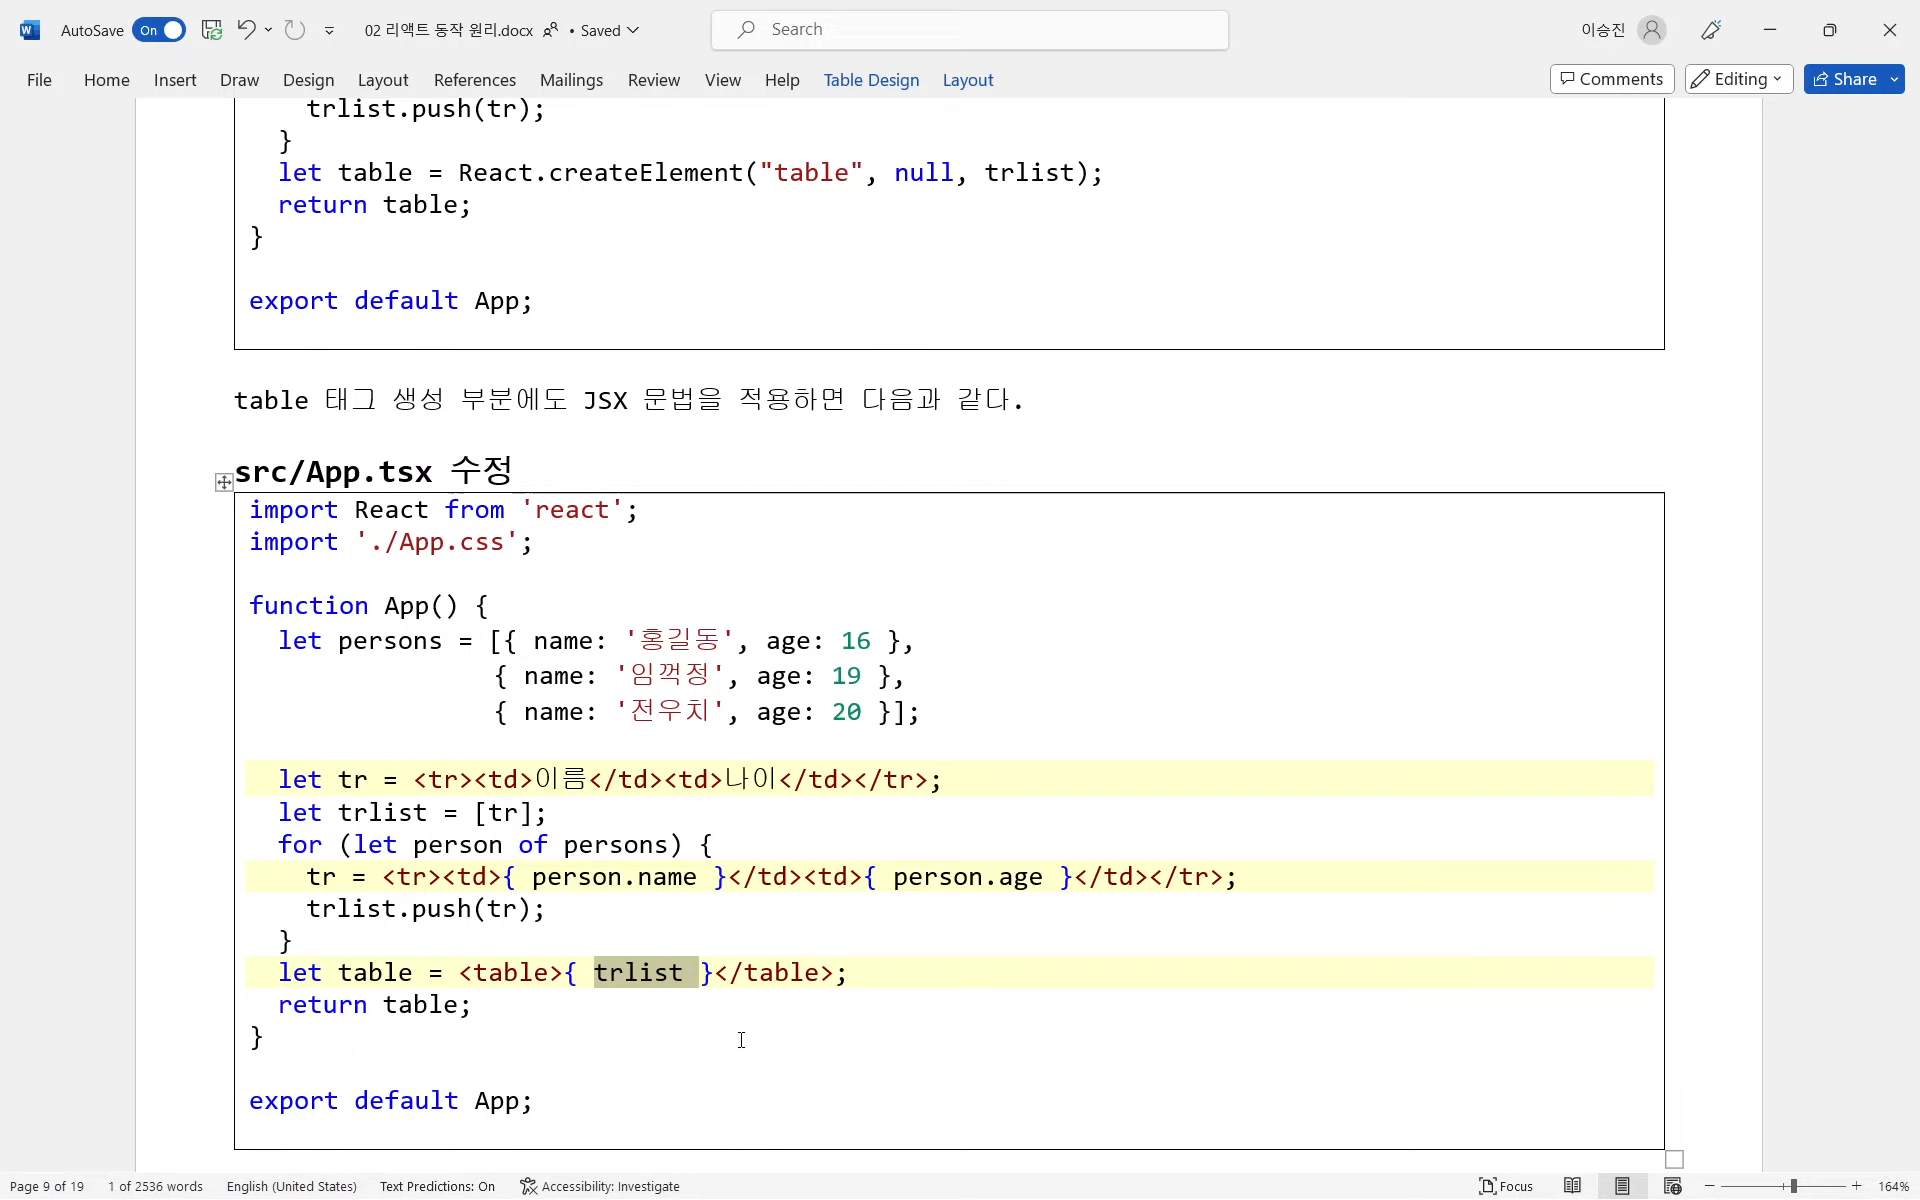 AutoSave On 02 리액트 동작 원리.docx • Saved Search 이승진
File Home Insert Draw Design Layout References Mailings Review View Help Table Design Layout Comments Editing Share
trlist.push(tr);
}
let table = React.createElement("table", null, trlist);
return table;
}
export default App;
table 태그 생성 부분에도 JSX 문법을 적용하면 다음과 같다.
src/App.tsx 수정
import React from 'react';
import './App.css';
function App() {
let persons = [{ name: '홍길동', age: 16 },
{ name: '임꺽정', age: 19 },
{ name: '전우치', age: 20 }];
let tr = <tr><td>이름</td><td>나이</td></tr>;
let trlist = [tr];
for (let person of persons) {
tr = <tr><td>{ person.name }</td><td>{ person.age }</td></tr>;
trlist.push(tr);
}
let table = <table>{ trlist }</table>;
return table;
}
export default App;
Page 9 of 19 1 of 2536 words English (United States) Text Predictions: On Accessibility: Investigate Focus 164%